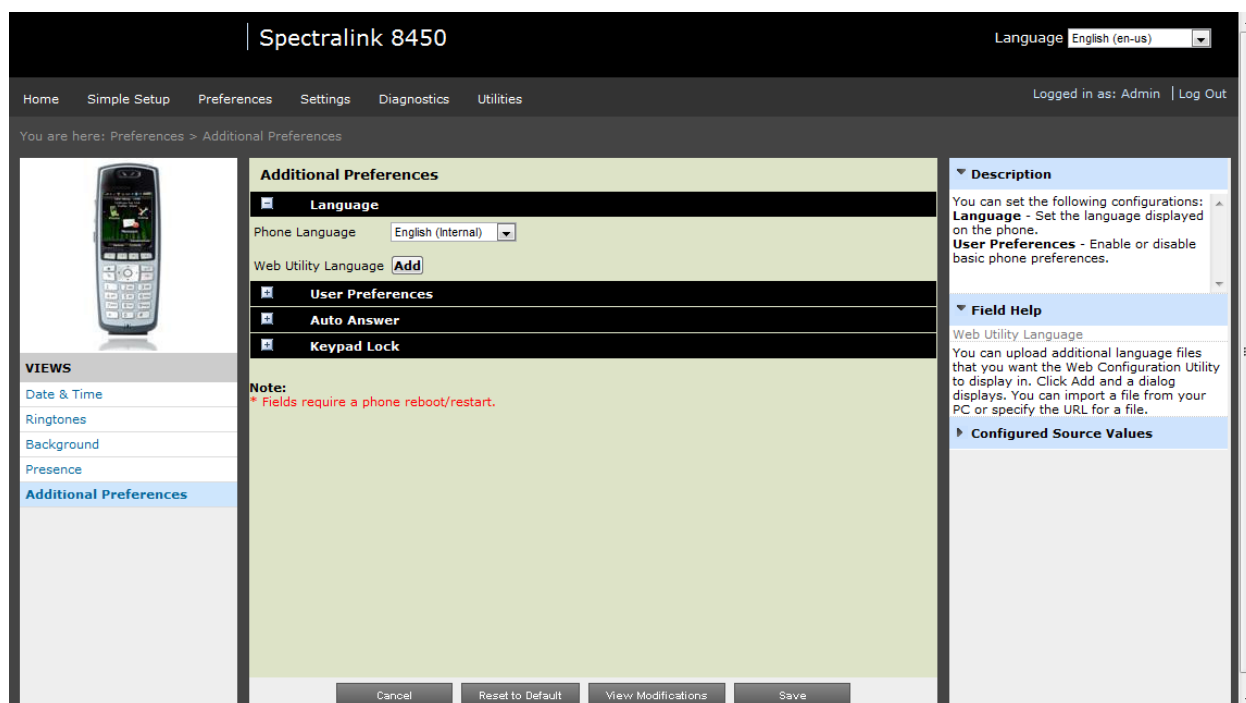 Spectralink 8450
Language English (en-us)
Home Simple Setup Preferences Settings Diagnostics Utilities
Logged in as: Admin | Log Out
You are here: Preferences > Additional Preferences
VIEWS
Date & Time
Ringtones
Background
Presence
Additional Preferences
Additional Preferences
Language
Phone Language English (Internal)
Web Utility Language Add
User Preferences
Auto Answer
Keypad Lock
Note:
* Fields require a phone reboot/restart.
Cancel Reset to Default View Modifications Save
Description
You can set the following configurations:
Language - Set the language displayed
on the phone.
User Preferences - Enable or disable
basic phone preferences.
Field Help
Web Utility Language
You can upload additional language files
that you want the Web Configuration Utility
to display in. Click Add and a dialog
displays. You can import a file from your
PC or specify the URL for a file.
Configured Source Values